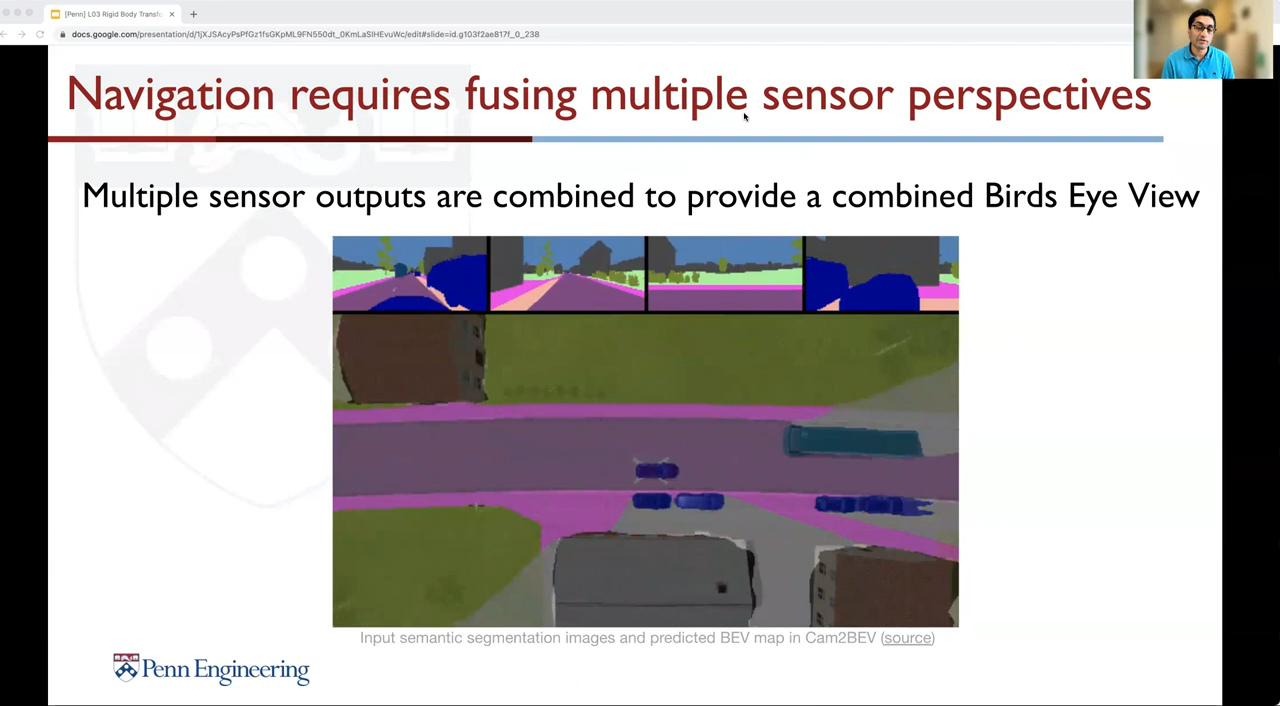 [Penn] L03 Rigid Body Transfo
docs.google.com/presentation/d/1jXJSAcyPsPfGz1fsGKpML9FN550dt_0KmLaSIHEvuWc/edit#slide=id.g103f2ae817f_0_238
Navigation requires fusing multiple sensor perspectives
Multiple sensor outputs are combined to provide a combined Birds Eye View
Input semantic segmentation images and predicted BEV map in Cam2BEV (source)
Penn Engineering